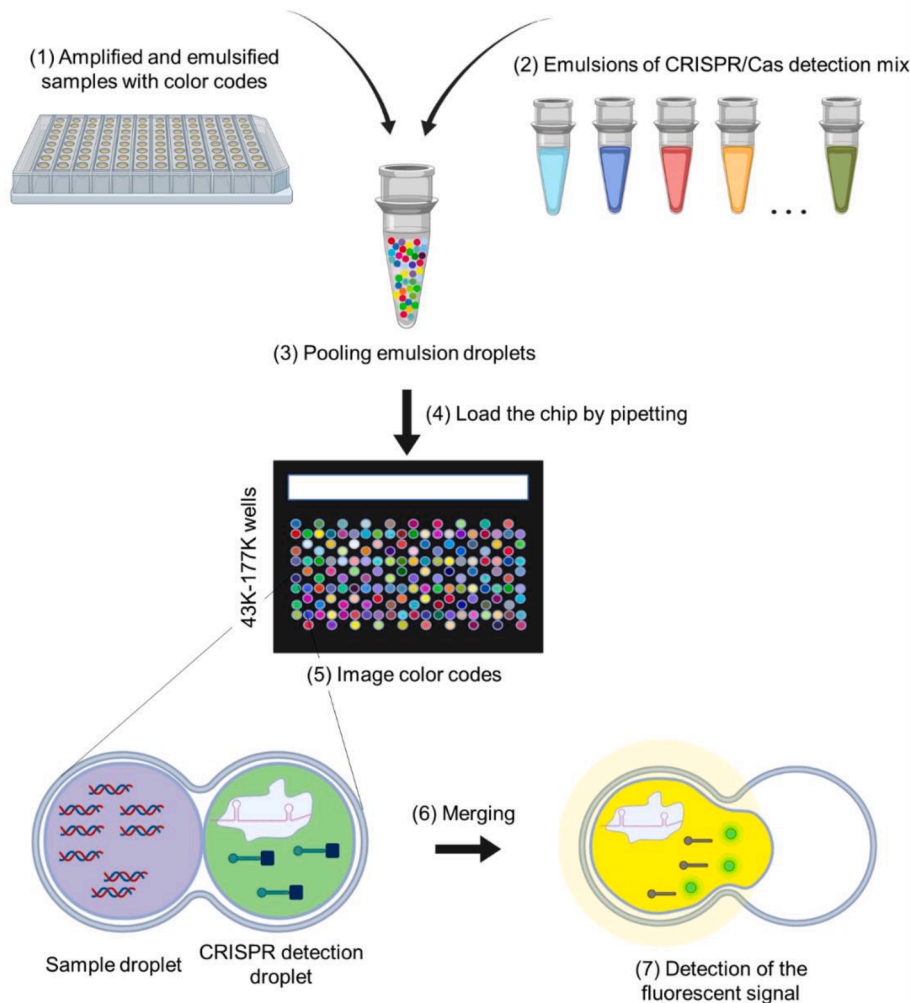 (1) Amplified and emulsified
samples with color codes
(2) Emulsions of CRISPR/Cas detection mix
...
(3) Pooling emulsion droplets
(4) Load the chip by pipetting
43K-177K wells
(5) Image color codes
(6) Merging
Sample droplet
CRISPR detection
droplet
(7) Detection of the
fluorescent signal